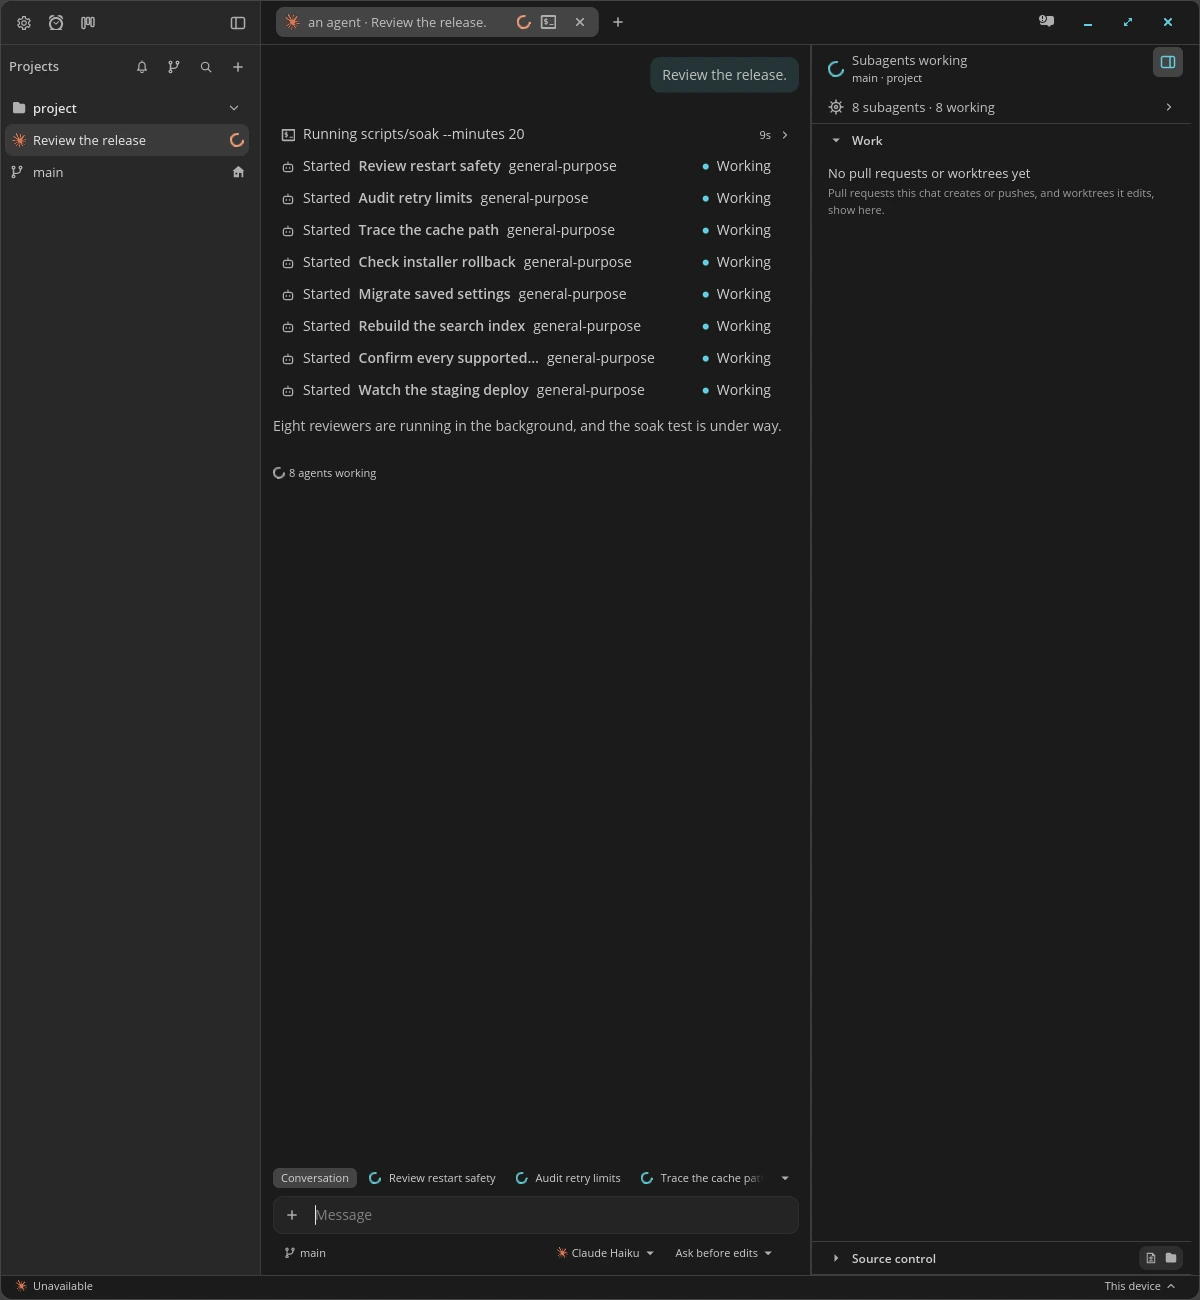 an agent · Review the release.
Projects
project
Review the release
main
Review the release.
Running scripts/soak --minutes 20 9s
Started Review restart safety general-purpose Working
Started Audit retry limits general-purpose Working
Started Trace the cache path general-purpose Working
Started Check installer rollback general-purpose Working
Started Migrate saved settings general-purpose Working
Started Rebuild the search index general-purpose Working
Started Confirm every supported... general-purpose Working
Started Watch the staging deploy general-purpose Working
Eight reviewers are running in the background, and the soak test is under way.
8 agents working
Conversation Review restart safety Audit retry limits Trace the cache pat
Message
main Claude Haiku Ask before edits
Subagents working
main · project
8 subagents · 8 working
Work
No pull requests or worktrees yet
Pull requests this chat creates or pushes, and worktrees it edits,
show here.
Source control
Unavailable
This device